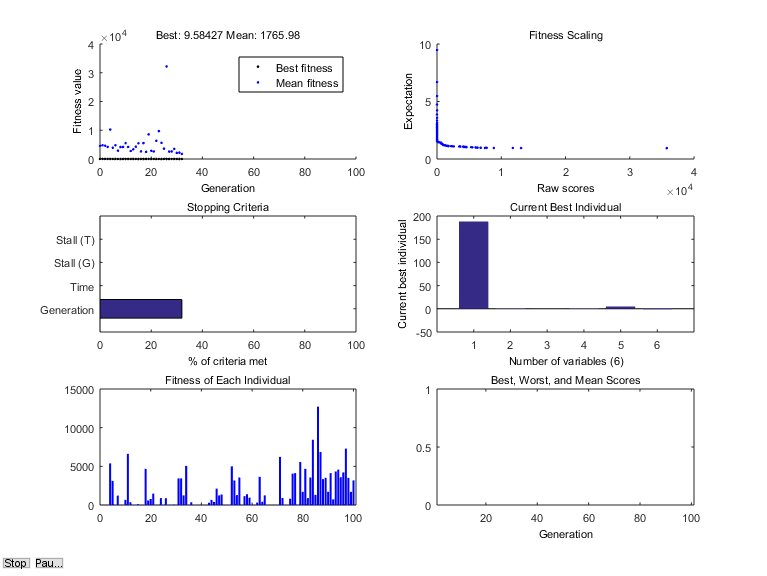 Best: 9.58427 Mean: 1765.98
×10^4
4
3
2
1
0
Fitness value
Best fitness
Mean fitness
0 20 40 60 80 100
Generation
Fitness Scaling
10
5
0
Expectation
0 1 2 3 4
Raw scores
×10^4
Stopping Criteria
Stall (T)
Stall (G)
Time
Generation
0 20 40 60 80 100
% of criteria met
Current Best Individual
200
150
100
50
0
-50
Current best individual
1 2 3 4 5 6
Number of variables (6)
Fitness of Each Individual
15000
10000
5000
0
0 20 40 60 80 100
Best, Worst, and Mean Scores
1
0.5
0
20 40 60 80 100
Generation
Stop Pau...